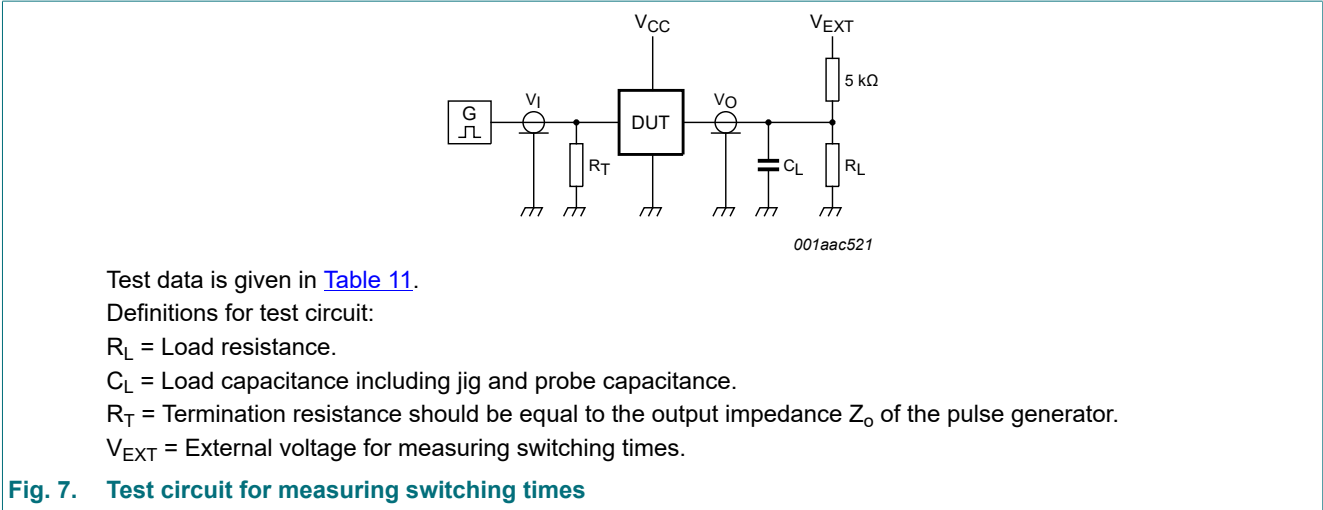 VCC
VEXT
5 kΩ
G
VI
DUT
VO
RT
CL
RL
001aac521
Test data is given in Table 11.
Definitions for test circuit:
RL = Load resistance.
CL = Load capacitance including jig and probe capacitance.
RT = Termination resistance should be equal to the output impedance Zo of the pulse generator.
VEXT = External voltage for measuring switching times.
Fig. 7. Test circuit for measuring switching times